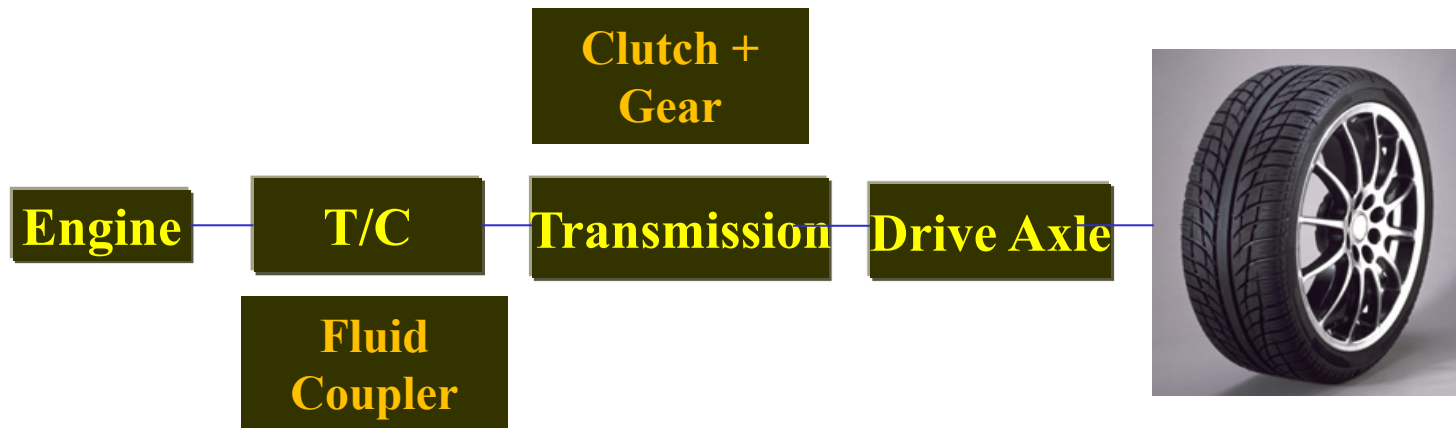 Clutch +
Gear
Engine
T/C
Transmission
Drive Axle
Fluid
Coupler